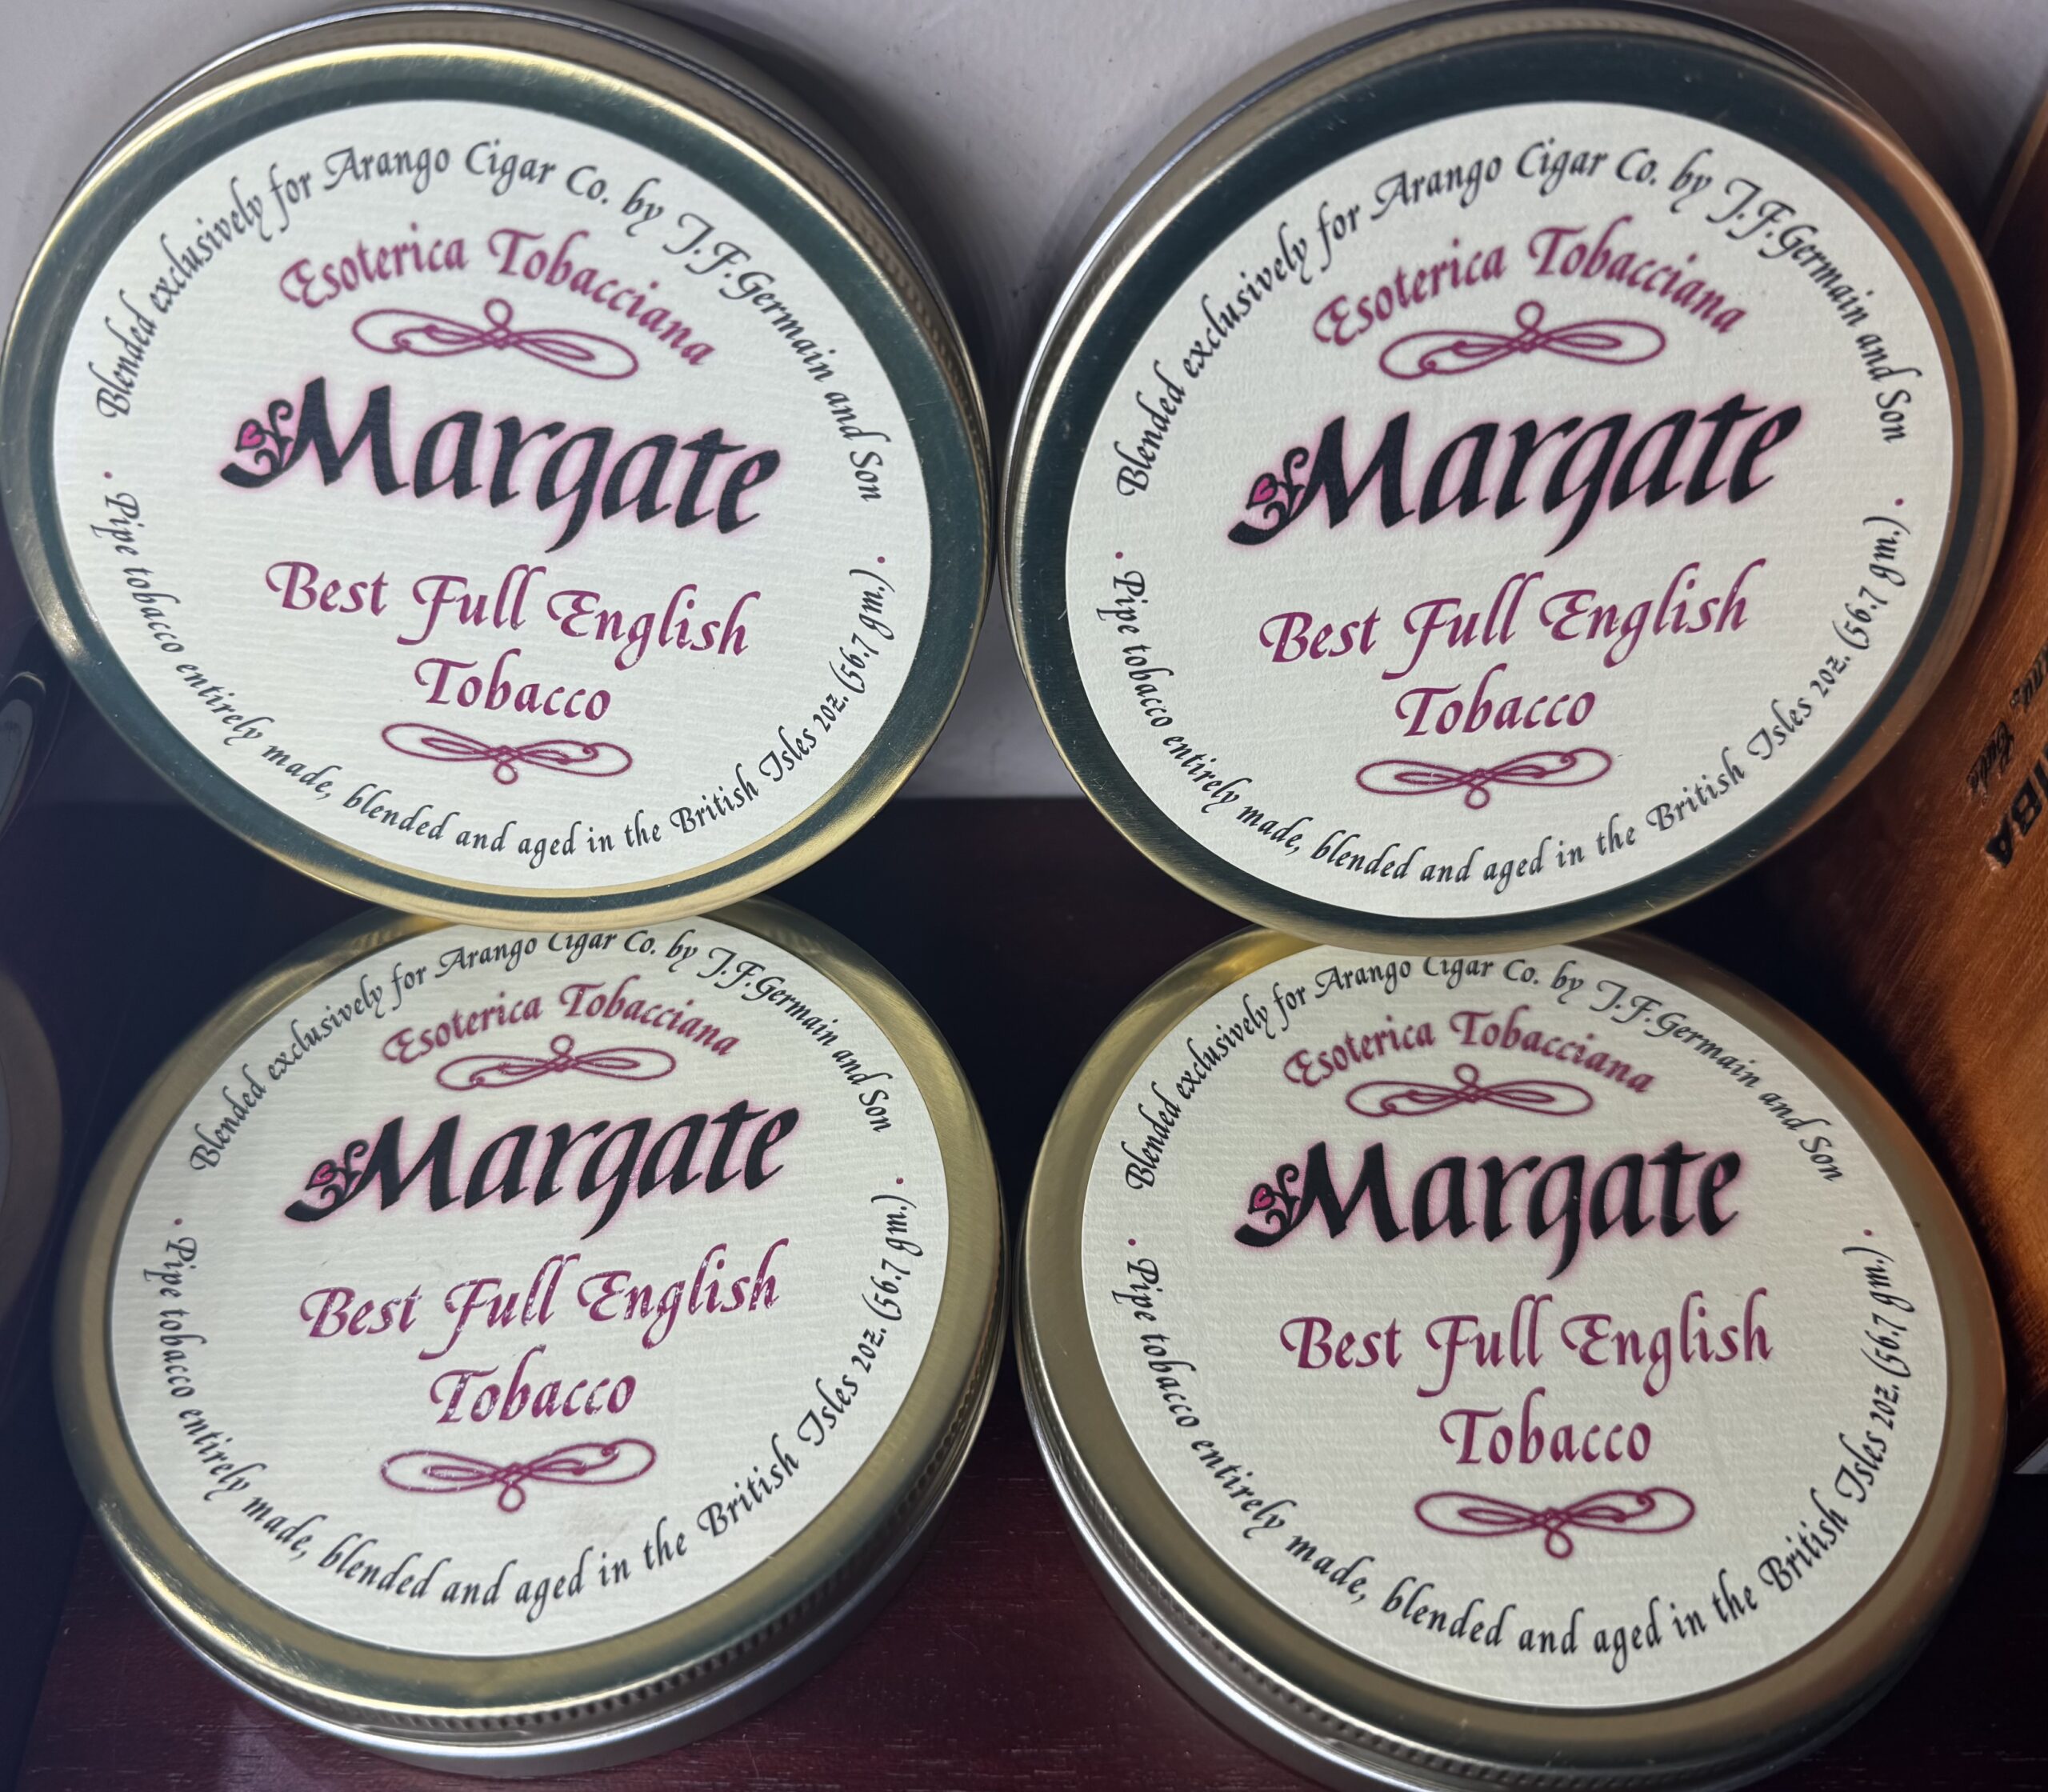 Blended exclusively for Arango Cigar Co. by J.F.Germain and Son
Esoterica Tobacciana
Margate
Best Full English
Tobacco
· Pipe tobacco entirely made, blended and aged in the British Isles 2oz. (56.7 gm.) ·
Blended exclusively for Arango Cigar Co. by J.F.Germain and Son
Esoterica Tobacciana
Margate
Best Full English
Tobacco
· Pipe tobacco entirely made, blended and aged in the British Isles 2oz. (56.7 gm.) ·
Blended exclusively for Arango Cigar Co. by J.F.Germain and Son
Esoterica Tobacciana
Margate
Best Full English
Tobacco
· Pipe tobacco entirely made, blended and aged in the British Isles 2oz. (56.7 gm.) ·
Blended exclusively for Arango Cigar Co. by J.F.Germain and Son
Esoterica Tobacciana
Margate
Best Full English
Tobacco
· Pipe tobacco entirely made, blended and aged in the British Isles 2oz. (56.7 gm.) ·
Cuba